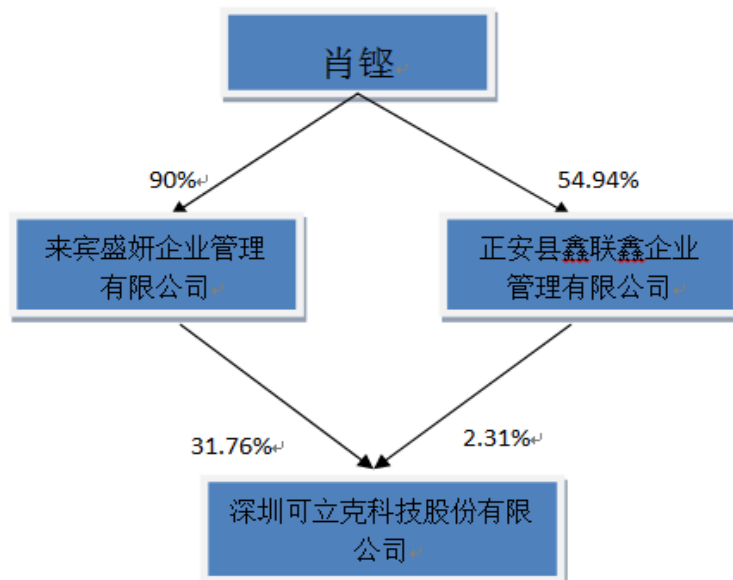 肖铿
90%
54.94%
来宾盛妍企业管理
有限公司
正安县鑫联鑫企业
管理有限公司
31.76%
2.31%
深圳可立克科技股份有限
公司